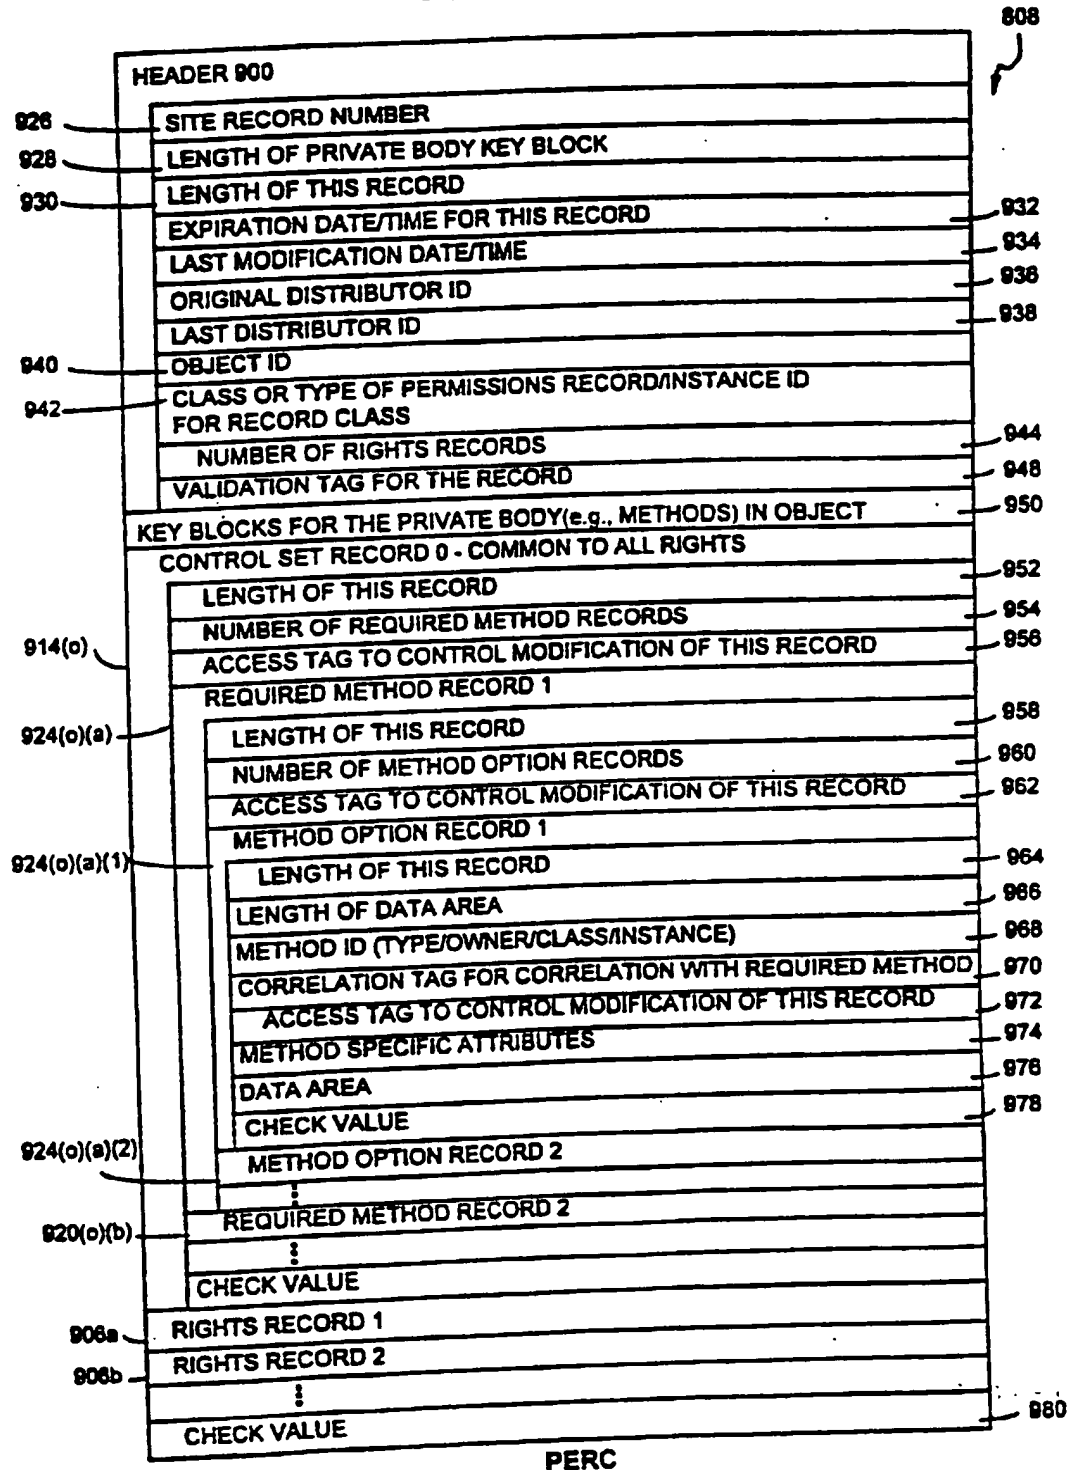 808
HEADER 900
926 SITE RECORD NUMBER
928 LENGTH OF PRIVATE BODY KEY BLOCK
930 LENGTH OF THIS RECORD
EXPIRATION DATE/TIME FOR THIS RECORD 932
LAST MODIFICATION DATE/TIME 934
ORIGINAL DISTRIBUTOR ID 936
LAST DISTRIBUTOR ID 938
940 OBJECT ID
942 CLASS OR TYPE OF PERMISSIONS RECORD/INSTANCE ID
FOR RECORD CLASS
NUMBER OF RIGHTS RECORDS 944
VALIDATION TAG FOR THE RECORD 948
KEY BLOCKS FOR THE PRIVATE BODY(e.g., METHODS) IN OBJECT 950
CONTROL SET RECORD 0 - COMMON TO ALL RIGHTS
LENGTH OF THIS RECORD 952
NUMBER OF REQUIRED METHOD RECORDS 954
914(o) ACCESS TAG TO CONTROL MODIFICATION OF THIS RECORD 956
REQUIRED METHOD RECORD 1
924(o)(a) LENGTH OF THIS RECORD 958
NUMBER OF METHOD OPTION RECORDS 960
ACCESS TAG TO CONTROL MODIFICATION OF THIS RECORD 962
METHOD OPTION RECORD 1
924(o)(a)(1) LENGTH OF THIS RECORD 964
LENGTH OF DATA AREA 966
METHOD ID (TYPE/OWNER/CLASS/INSTANCE) 968
CORRELATION TAG FOR CORRELATION WITH REQUIRED METHOD 970
ACCESS TAG TO CONTROL MODIFICATION OF THIS RECORD 972
METHOD SPECIFIC ATTRIBUTES 974
DATA AREA 976
CHECK VALUE 978
924(o)(a)(2) METHOD OPTION RECORD 2
920(o)(b) REQUIRED METHOD RECORD 2
CHECK VALUE
906a RIGHTS RECORD 1
906b RIGHTS RECORD 2
CHECK VALUE 980
PERC